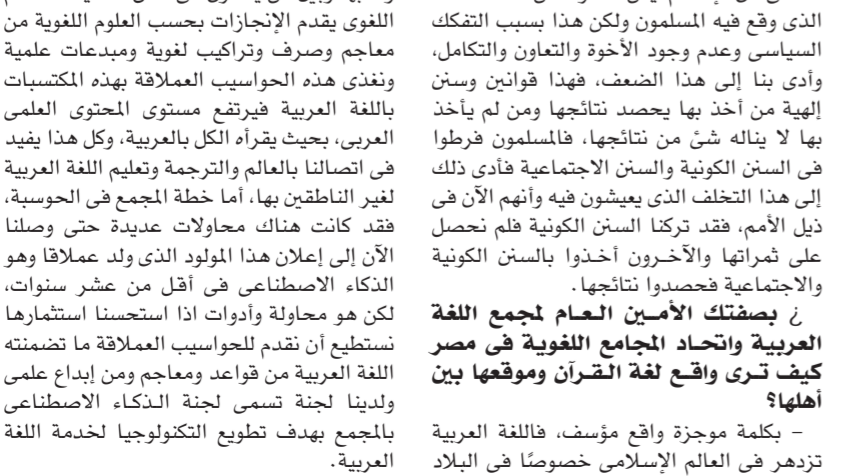 الذى وقع فيه المسلمون ولكن هذا بسبب التفكك
السياسى وعدم وجود الأخوة والتعاون والتكامل،
وأدى بنا إلى هذا الضعف، فهذا قوانين وسنن
إلهية من أخذ بها يحصد نتائجها ومن لم يأخذ
بها لا يناله شئ من نتائجها، فالمسلمون فرطوا
فى السنن الكونية والسنن الاجتماعية فأدى ذلك
إلى هذا التخلف الذى يعيشون فيه وأنهم الآن فى
ذيل الأمم، فقد تركنا السنن الكونية فلم نحصل
على ثمراتها والآخرون أخذوا بالسنن الكونية
والاجتماعية فحصدوا نتائجها.
¿ بصفتك الأمين العام لمجمع اللغة
العربية واتحاد المجامع اللغوية فى مصر
كيف ترى واقع لغة القرآن وموقعها بين
أهلها؟
– بكلمة موجزة واقع مؤسف، فاللغة العربية
تزدهر فى العالم الإسلامى خصوصًا فى البلاد
اللغوى يقدم الإنجازات بحسب العلوم اللغوية من
معاجم وصرف وتراكيب لغوية ومبدعات علمية
ونغذى هذه الحواسيب العملاقة بهذه المكتسبات
باللغة العربية فيرتفع مستوى المحتوى العلمى
العربى، بحيث يقرأه الكل بالعربية، وكل هذا يفيد
فى اتصالنا بالعالم والترجمة وتعليم اللغة العربية
لغير الناطقين بها، أما خطة المجمع فى الحوسبة،
فقد كانت هناك محاولات عديدة حتى وصلنا
الآن إلى إعلان هذا المولود الذى ولد عملاقا وهو
الذكاء الاصطناعى فى أقل من عشر سنوات،
لكن هو محاولة وأدوات اذا استحسنا استثمارها
نستطيع أن نقدم للحواسيب العملاقة ما تضمنته
اللغة العربية من قواعد ومعاجم ومن إبداع علمى
ولدينا لجنة تسمى لجنة الذكاء الاصطناعى
بالمجمع بهدف تطويع التكنولوجيا لخدمة اللغة
العربية.